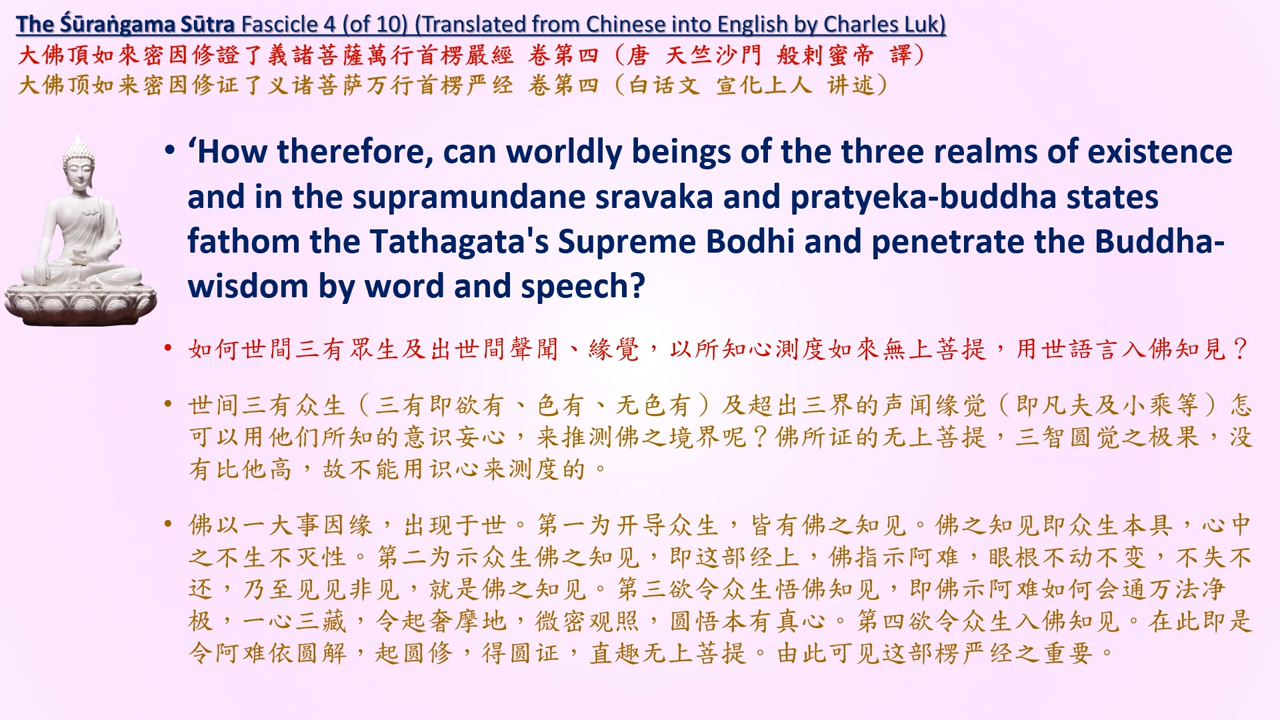 The Śūraṅgama Sūtra Fascicle 4 (of 10) (Translated from Chinese into English by Charles Luk)
大佛頂如來密因修證了義諸菩薩萬行首楞嚴經 卷第四（唐 天竺沙門 般剌蜜帝 譯）
大佛顶如来密因修证了义诸菩萨万行首楞严经 卷第四（白话文 宣化上人 讲述）
• ‘How therefore, can worldly beings of the three realms of existence
and in the supramundane sravaka and pratyeka-buddha states
fathom the Tathagata's Supreme Bodhi and penetrate the Buddha-
wisdom by word and speech?
• 如何世間三有眾生及出世間聲聞、緣覺，以所知心測度如來無上菩提，用世語言入佛知見？
• 世间三有众生（三有即欲有、色有、无色有）及超出三界的声闻缘觉（即凡夫及小乘等）怎
可以用他们所知的意识妄心，来推测佛之境界呢？佛所证的无上菩提，三智圆觉之极果，没
有比他高，故不能用识心来测度的。
• 佛以一大事因缘，出现于世。第一为开导众生，皆有佛之知见。佛之知见即众生本具，心中
之不生不灭性。第二为示众生佛之知见，即这部经上，佛指示阿难，眼根不动不变，不失不
还，乃至见见非见，就是佛之知见。第三欲令众生悟佛知见，即佛示阿难如何会通万法净
极，一心三藏，令起奢摩地，微密观照，圆悟本有真心。第四欲令众生入佛知见。在此即是
令阿难依圆解，起圆修，得圆证，直趣无上菩提。由此可见这部楞严经之重要。